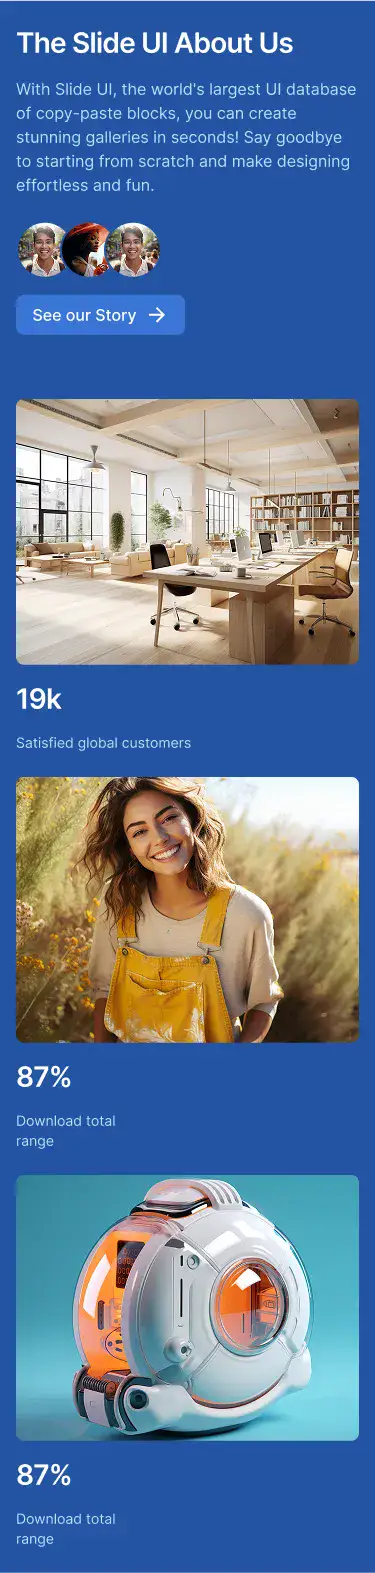 The Slide UI About Us
With Slide UI, the world's largest UI database
of copy-paste blocks, you can create
stunning galleries in seconds! Say goodbye
to starting from scratch and make designing
effortless and fun.
See our Story
19k
Satisfied global customers
87%
Download total
range
87%
Download total
range